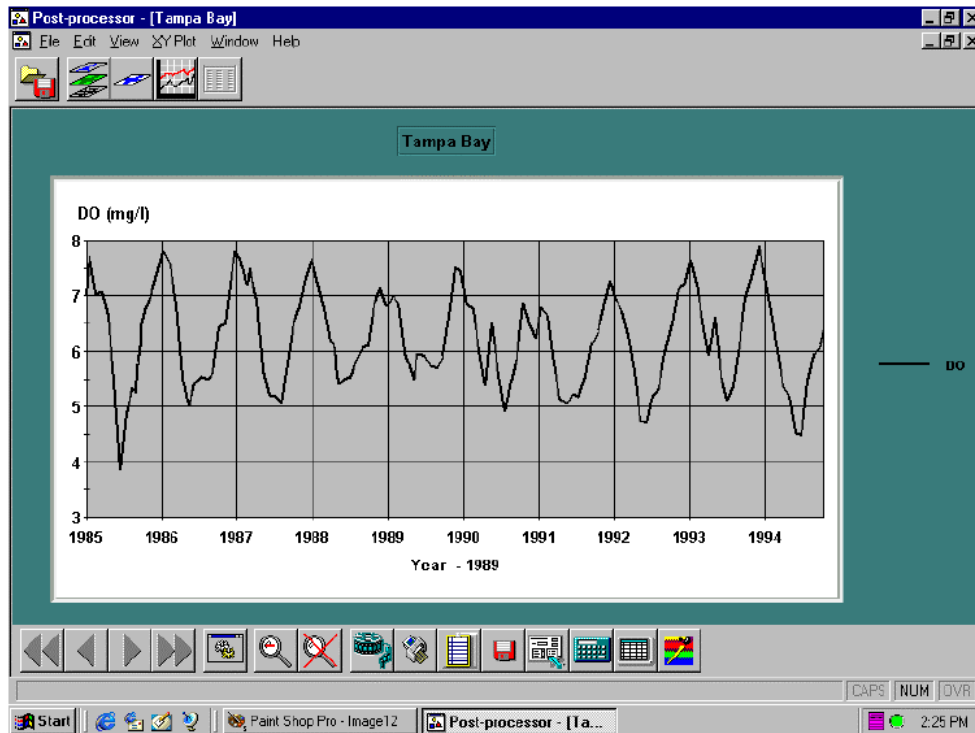 Post-processor - [Tampa Bay]
File Edit View XY Plot Window Help
Tampa Bay
DO (mg/l)
8
7
6
5
4
3
1985 1986 1987 1988 1989 1990 1991 1992 1993 1994
Year - 1989
DO
CAPS NUM OVR
Start Paint Shop Pro - Image12 Post-processor - [Ta... 2:25 PM